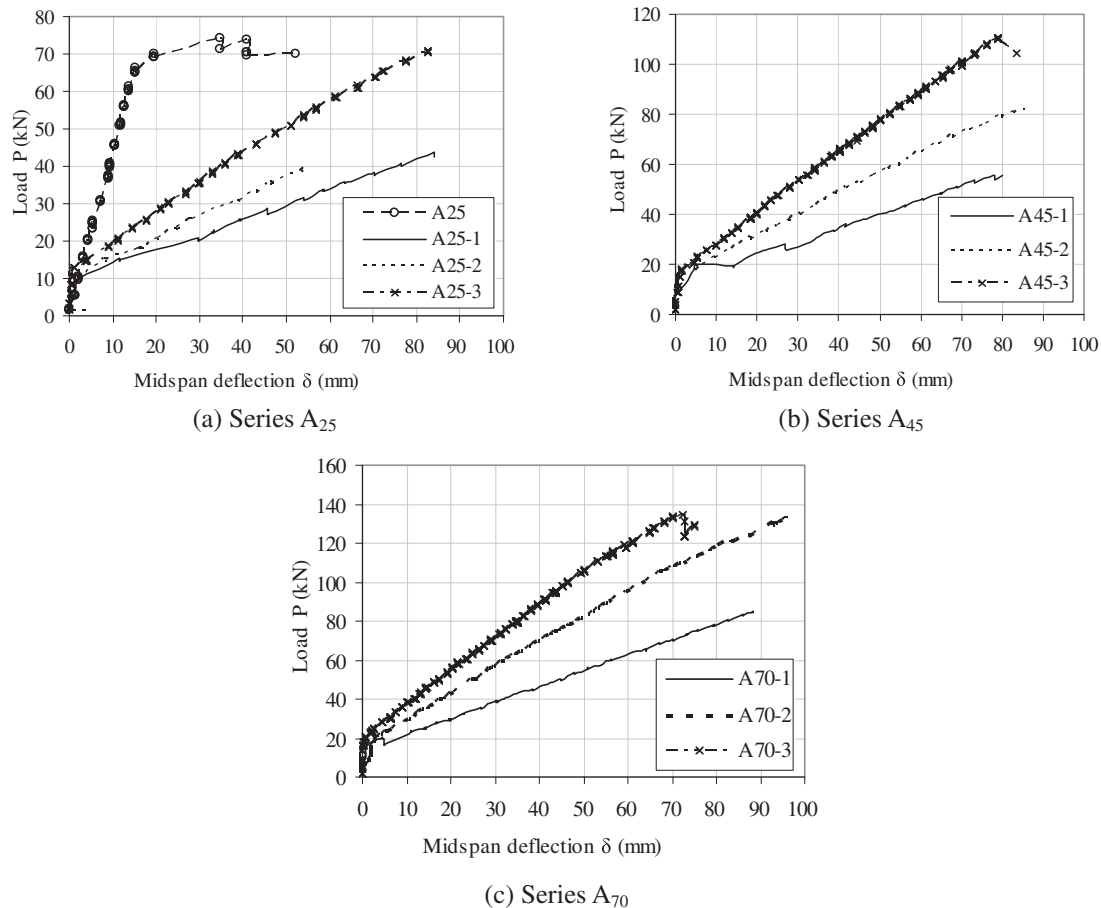 Load P (kN)
80
70
60
50
40
30
20
10
0
0 10 20 30 40 50 60 70 80 90 100
Midspan deflection δ (mm)
A25
A25-1
A25-2
A25-3
(a) Series A25
Load P (kN)
120
100
80
60
40
20
0
0 10 20 30 40 50 60 70 80 90 100
Midspan deflection δ (mm)
A45-1
A45-2
A45-3
(b) Series A45
Load P (kN)
160
140
120
100
80
60
40
20
0
0 10 20 30 40 50 60 70 80 90 100
Midspan deflection δ (mm)
A70-1
A70-2
A70-3
(c) Series A70